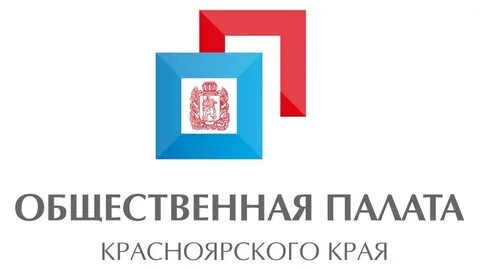 ОБЩЕСТВЕННАЯ ПАЛАТА
КРАСНОЯРСКОГО КРАЯ